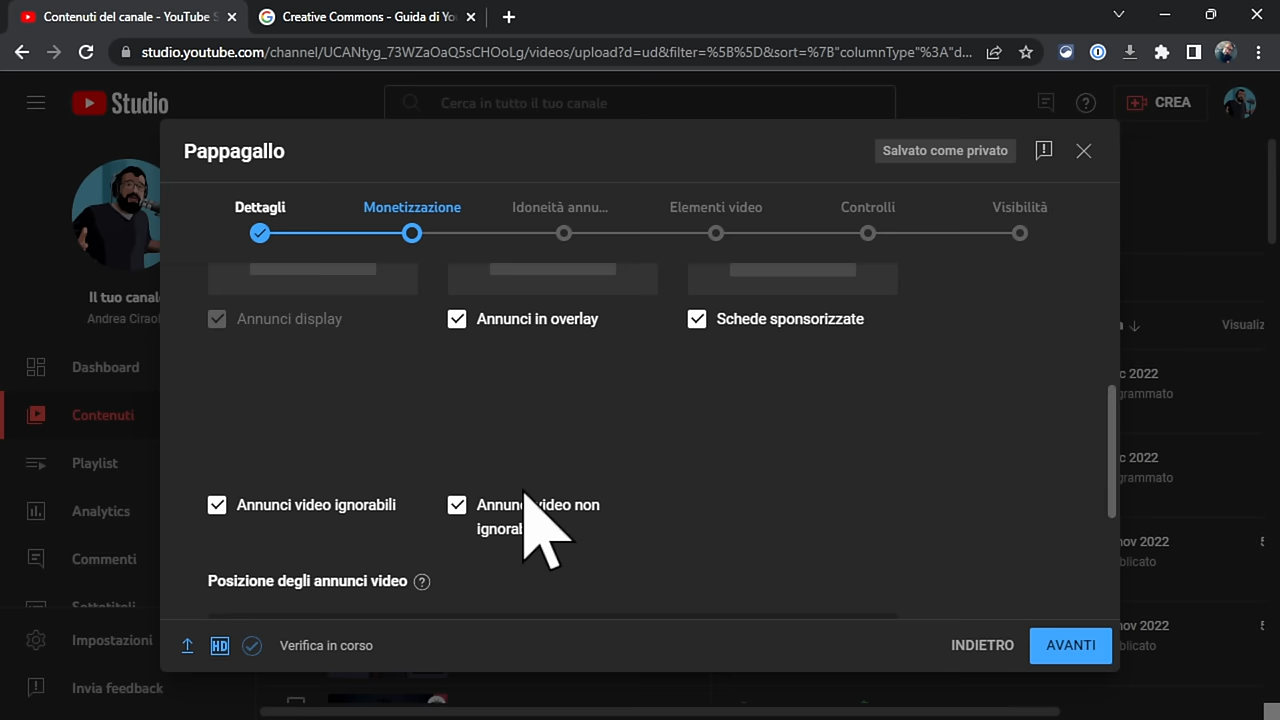 Contenuti del canale - YouTube S
Creative Commons - Guida di Yo
studio.youtube.com/channel/UCANtyg_73WZaOaQ5sCHOoLg/videos/upload?d=ud&filter=%5B%5D&sort=%7B"columnType"%3A"d...
Studio
Cerca in tutto il tuo canale
CREA
Pappagallo
Salvato come privato
Dettagli
Monetizzazione
Idoneità annu...
Elementi video
Controlli
Visibilità
Il tuo canal
Andrea Ciraol
Dashboard
Contenuti
Playlist
Analytics
Commenti
Sottotitoli
Impostazioni
Invia feedback
Annunci display
Annunci in overlay
Schede sponsorizzate
Annunci video ignorabili
Annunci video non
ignorab
Posizione degli annunci video
HD
Verifica in corso
INDIETRO
AVANTI
Visualiz
c 2022
grammato
c 2022
grammato
nov 2022
blicato
nov 2022
blicato